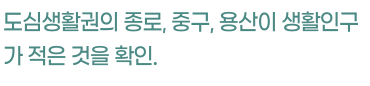 도심생활권의 종로, 중구, 용산이 생활인구
가 적은 것을 확인.